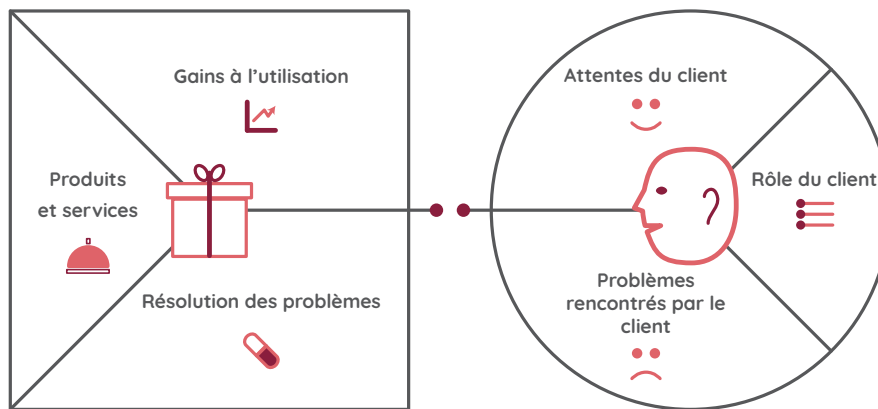 Gains à l’utilisation
Produits
et services
Résolution des problèmes
Attentes du client
Rôle du client
Problèmes
rencontrés par le
client